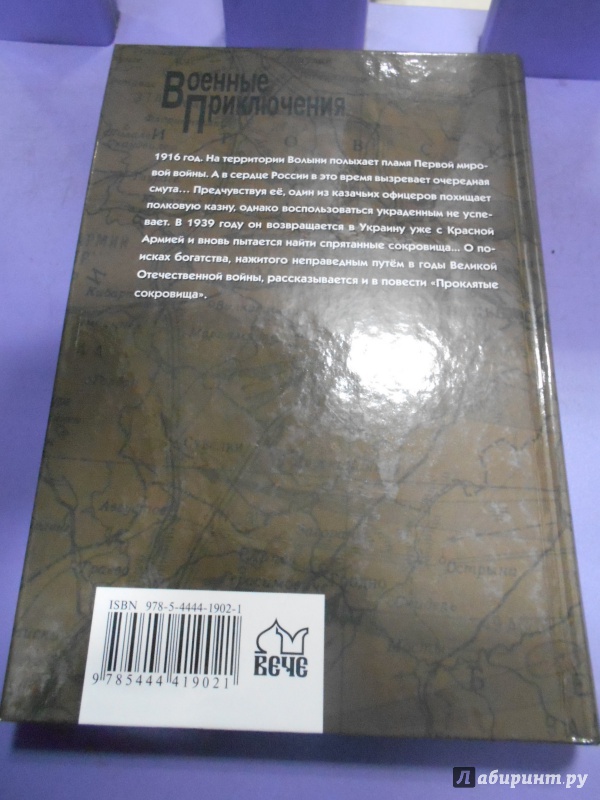 Военные
Приключения
1916 год. На территории Волыни полыхает пламя Первой миро-
вой войны. А в сердце России в это время вызревает очередная
смута... Предчувствуя её, один из казачьих офицеров похищает
полковую казну, однако воспользоваться украденным не успе-
вает. В 1939 году он возвращается в Украину уже с Красной
Армией и вновь пытается найти спрятанные сокровища... О по-
исках богатства, нажитого неправедным путём в годы Великой
Отечественной войны, рассказывается и в повести «Проклятые
сокровища».
ISBN 978-5-4444-1902-1
9 785444 419021
ВЕЧЕ
Лабиринт.ру